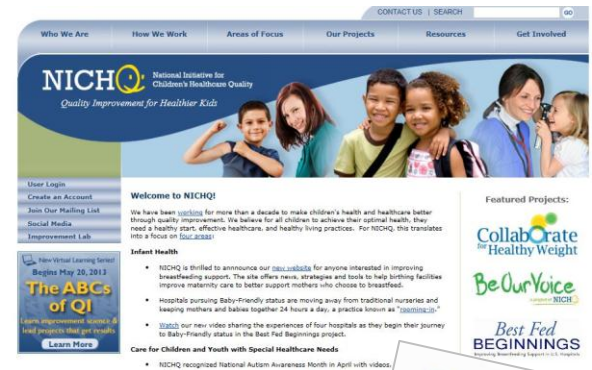 CONTACT US | SEARCH GO
Who We Are How We Work Areas of Focus Our Projects Resources Get Involved
NICHQ National Initiative for
Children's Healthcare Quality
Quality Improvement for Healthier Kids
User Login
Create an Account
Join Our Mailing List
Social Media
Improvement Lab
New Virtual Learning Series!
Begins May 20, 2013
The ABCs
of QI
Learn improvement science &
lead projects that get results
Learn More
Welcome to NICHQ!
We have been working for more than a decade to make children's health and healthcare better
through quality improvement. We believe for all children to achieve their optimal health, they
need a healthy start, effective healthcare, and healthy living practices. For NICHQ, this translates
into a focus on four areas:
Infant Health
• NICHQ is thrilled to annnounce our new website for anyone interested in improving
breastfeeding support. The site offers news, strategies and tools to help birthing facilities
improve maternity care to better support mothers who choose to breastfeed.
• Hospitals pursuing Baby-Friendly status are moving away from traditional nurseries and
keeping mothers and babies together 24 hours a day, a practice known as "rooming-in."
• Watch our new video sharing the experiences of four hospitals as they begin their journey
to Baby-Friendly status in the Best Fed Beginnings project.
Care for Children and Youth with Special Healthcare Needs
• NICHQ recognized National Autism Awareness Month in April with videos.
Featured Projects:
Collaborate
for Healthy Weight
Be Our Voice
NICHQ
Best Fed
BEGINNINGS
Improving Breastfeeding Support in U.S. Hospitals